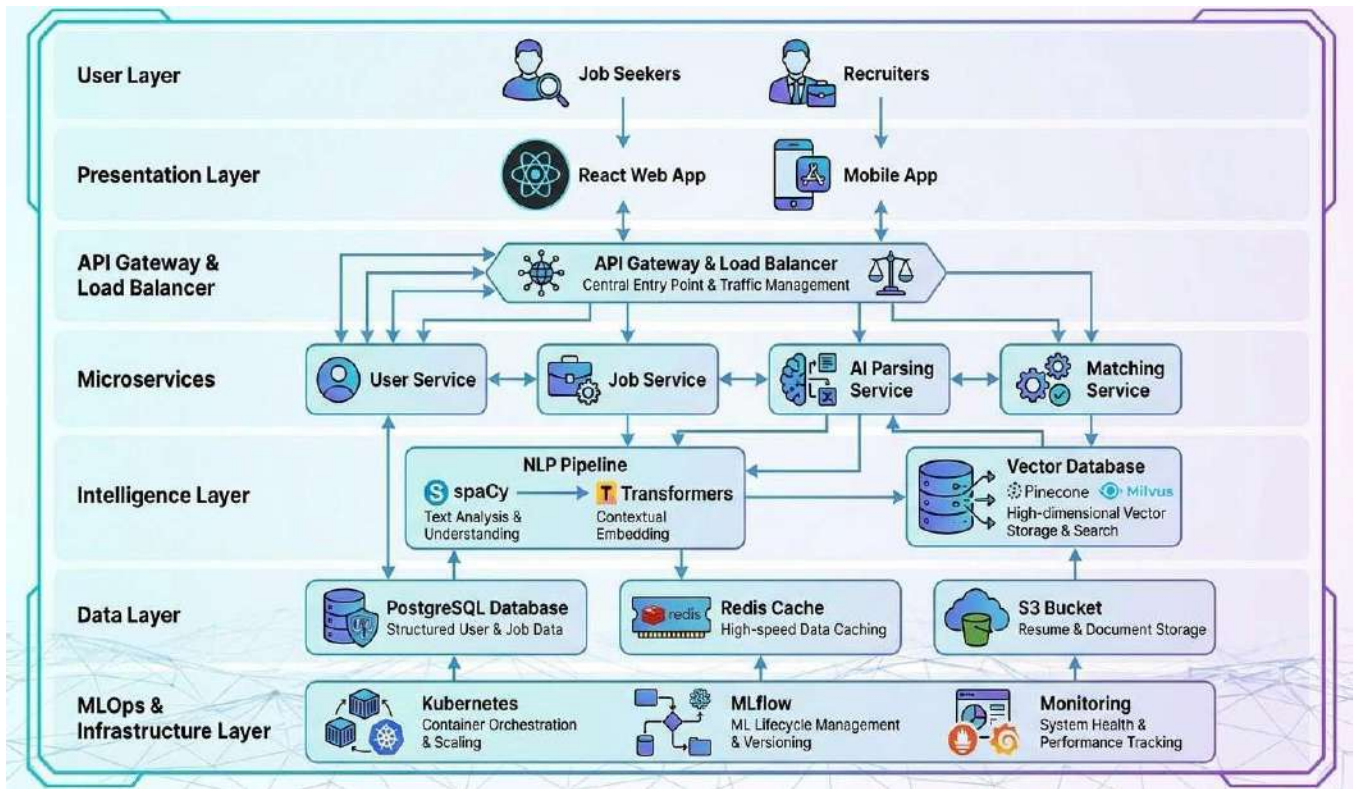 User Layer
Job Seekers
Recruiters
Presentation Layer
React Web App
Mobile App
API Gateway &
Load Balancer
API Gateway & Load Balancer
Central Entry Point & Traffic Management
Microservices
User Service
Job Service
AI Parsing
Service
Matching
Service
Intelligence Layer
NLP Pipeline
S spaCy
T Transformers
Text Analysis &
Understanding
Contextual
Embedding
Vector Database
Pinecone
Milvus
High-dimensional Vector
Storage & Search
Data Layer
PostgreSQL Database
Structured User & Job Data
redis
Redis Cache
High-speed Data Caching
S3 Bucket
Resume & Document Storage
MLOps &
Infrastructure Layer
Kubernetes
Container Orchestration
& Scaling
MLflow
ML Lifecycle Management
& Versioning
Monitoring
System Health &
Performance Tracking